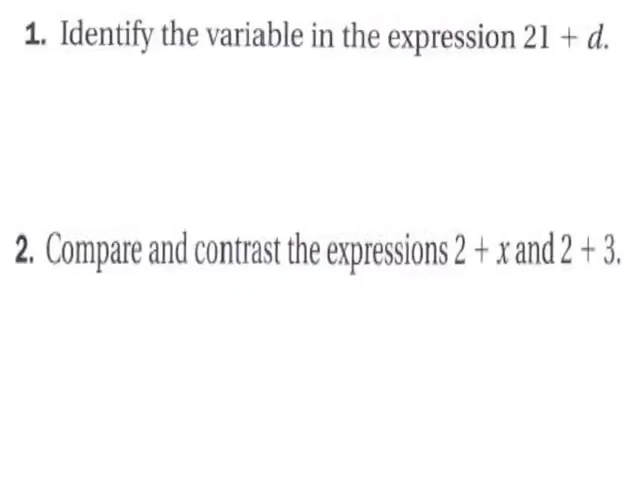 1. Identify the variable in the expression 21 + d.
2. Compare and contrast the expressions 2 + x and 2 + 3.